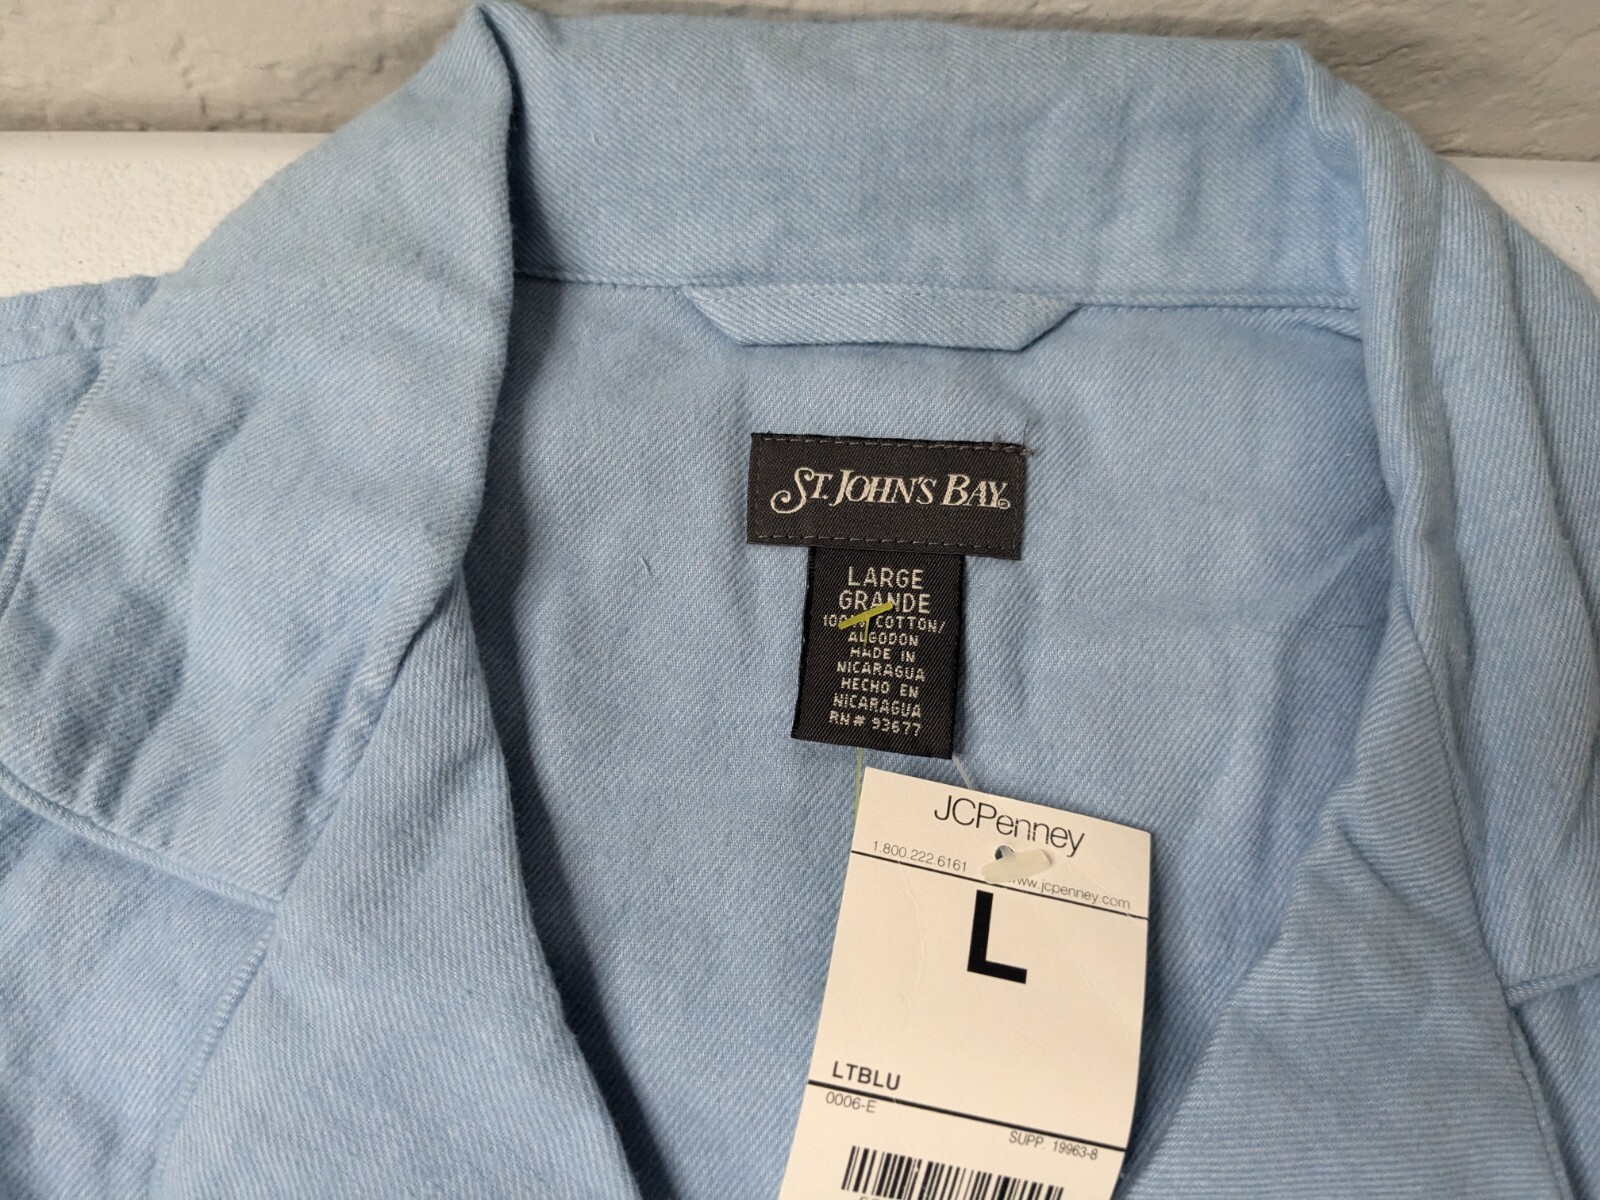 ST. JOHN'S BAY
LARGE
GRANDE
100% COTTON/
ALGODON
MADE IN
NICARAGUA
HECHO EN
NICARAGUA
RN# 93677
JCPenney
1.800.222.6161 www.jcpenney.com
L
LTBLU
0006-E
SUPP. 19963-8